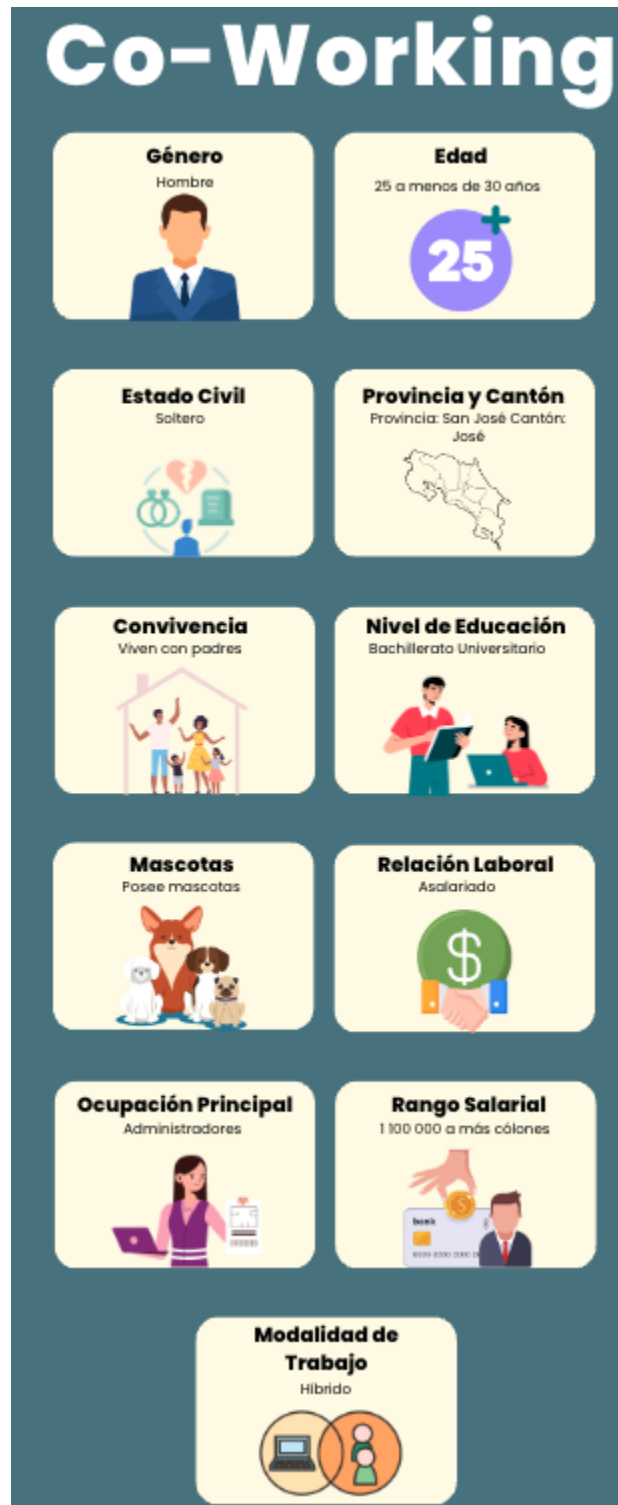 Co-Working
Género
Hombre
Edad
25 a menos de 30 años
25
Estado Civil
Soltero
Provincia y Cantón
Provincia: San José Cantón:
José
Convivencia
Viven con padres
Nivel de Educación
Bachillerato Universitario
Mascotas
Posee mascotas
Relación Laboral
Asalariado
$
Ocupación Principal
Administradores
Rango Salarial
1 100 000 a más cólones
bank
Modalidad de
Trabajo
Híbrido